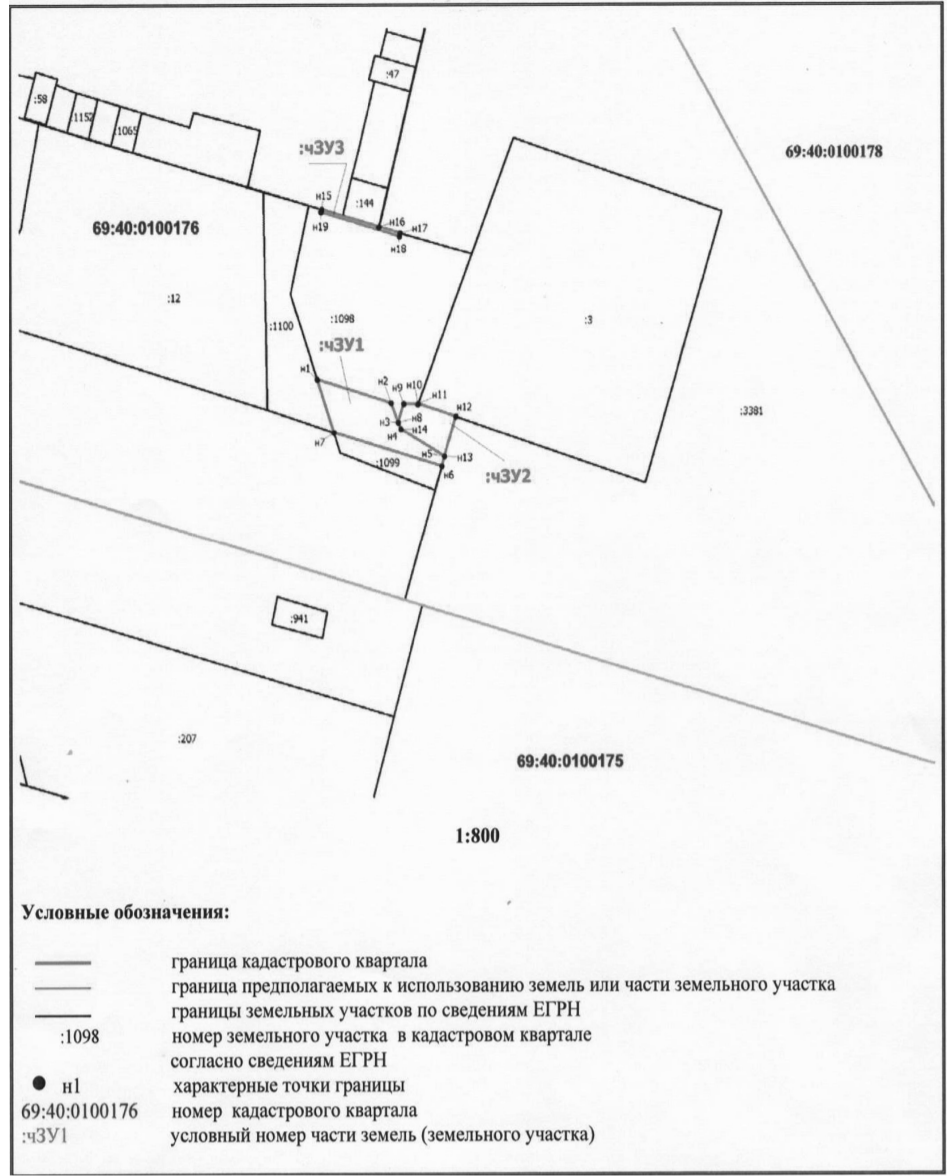 :47
:58
:1152
:1065
:чЗУ3
69:40:0100178
н15
:144
н16
н17
н19
н18
69:40:0100176
:12
:1100
:1098
:3
:чЗУ1
н1
н2
н9
н10
н11
н12
:3381
н3
н8
н4
н14
н7
н5
н13
:1099
н6
:чЗУ2
:941
:207
69:40:0100175
1:800
Условные обозначения:
граница кадастрового квартала
граница предполагаемых к использованию земель или части земельного участка
границы земельных участков по сведениям ЕГРН
:1098 номер земельного участка в кадастровом квартале
согласно сведениям ЕГРН
н1 характерные точки границы
69:40:0100176 номер кадастрового квартала
:чЗУ1 условный номер части земель (земельного участка)